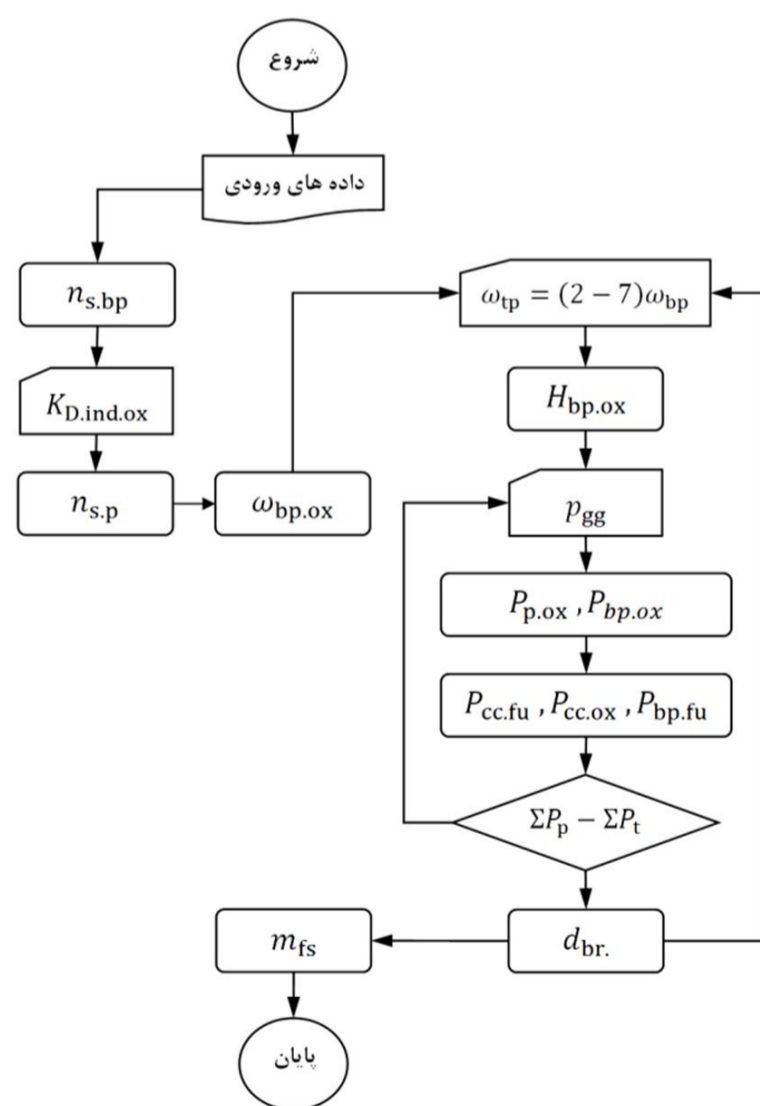 شروع
داده های ورودی
n_s.bp
K_D.ind.ox
n_s.p
ω_bp.ox
ω_tp = (2 − 7)ω_bp
H_bp.ox
p_gg
P_p.ox , P_bp.ox
P_cc.fu , P_cc.ox , P_bp.fu
ΣP_p − ΣP_t
d_br.
m_fs
پایان